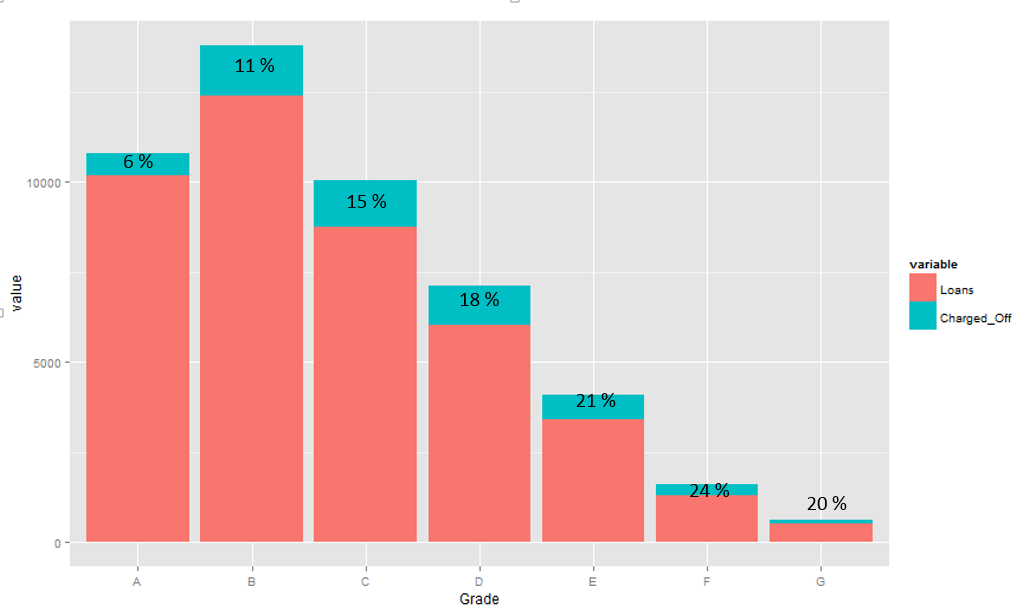 11 %
6 %
10000
15 %
variable
value
Loans
18 %
Charged_Off
5000
21 %
24 %
20 %
0
A B C D E F G
Grade